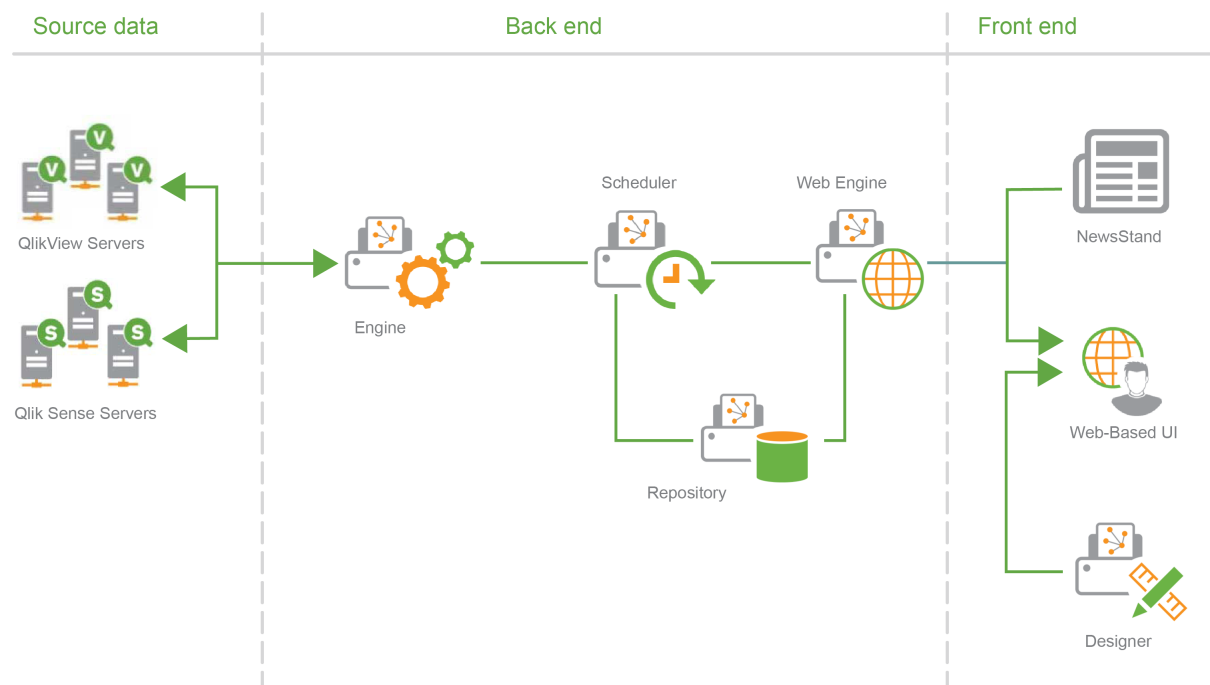 Source data
Back end
Front end
V
V
V
QlikView Servers
S
S
S
Qlik Sense Servers
Engine
Scheduler
Web Engine
Repository
NewsStand
Web-Based UI
Designer